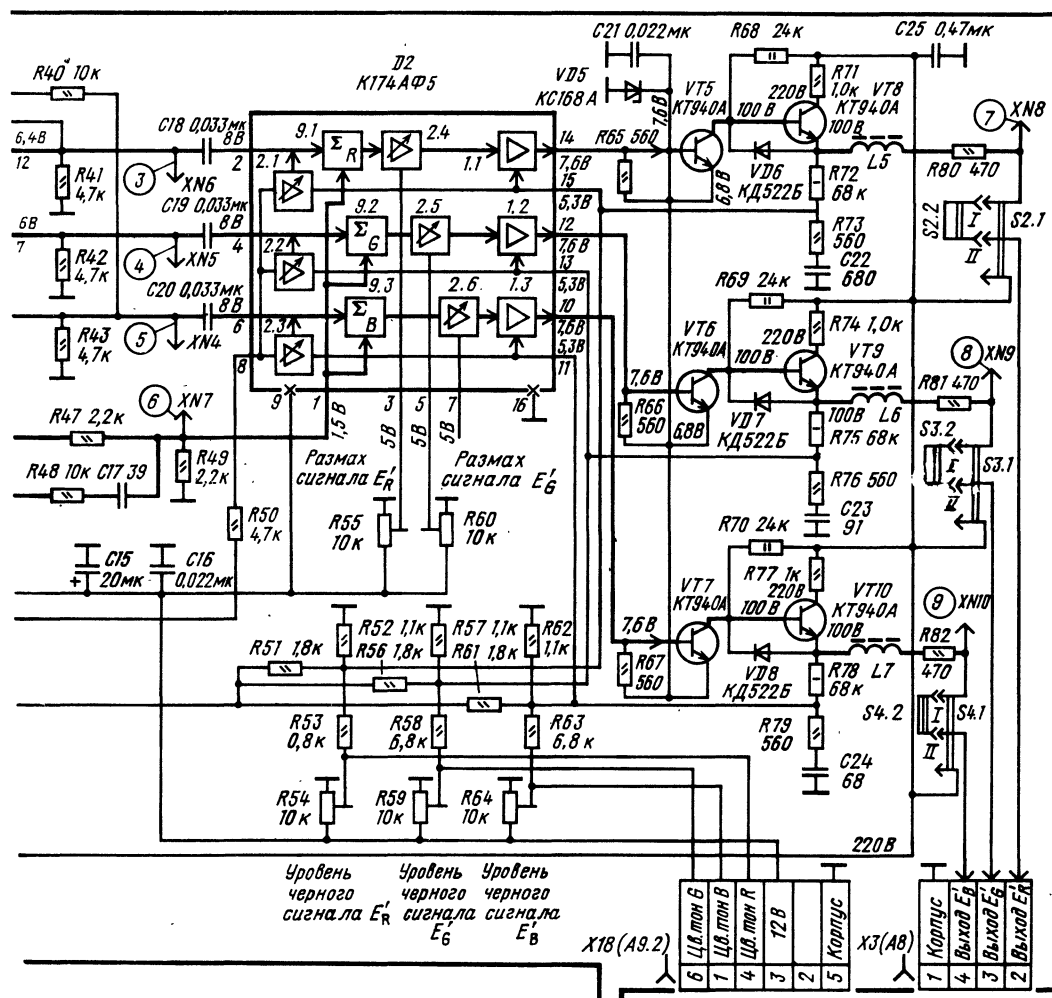 C21 0,022мк
R68 24к
C25 0,47мк
R40* 10к
D2
К174АФ5
VD5
КС168А
VT5
КТ940А
R71
1,0к
VT8
КТ940А
220В
100В
100В
7,6В
7
XN8
6,4В
12
C18 0,033мк
8В
2
9.1
Σ R
2.4
2.1
1.1
14
7,6В
15
5,3В
R65 560
6,8В
VD6
КД522Б
L5
R80 470
R41
4,7к
3
XN6
R72
68к
R73
560
C22
680
S2.2
I
II
S2.1
6В
7
C19 0,033мк
8В
4
9.2
Σ G
2.5
2.2
1.2
12
7,6В
13
5,3В
R42
4,7к
4
XN5
R69 24к
C20 0,033мк
8В
6
9.3
Σ B
2.6
2.3
1.3
10
7,6В
5,3В
11
R43
4,7к
5
XN4
8
VT6
КТ940А
220В
R74 1,0к
100В
VT9
КТ940А
8
XN9
9
1
3
5
7
16
1,5В
5В
5В
5В
7,6В
R66
560
6,8В
VD7
КД522Б
100В
L6
R81 470
R75 68к
S3.2
I
II
S3.1
R47 2,2к
6
XN7
R48 10к
C17 39
R49
2,2к
Размах
сигнала E'R
Размах
сигнала E'G
R76 560
C23
91
R50
4,7к
R55
10к
R60
10к
R70 24к
C15
+
20мк
C16
0,022мк
R77 1к
220В
VT7
КТ940А
100В
VT10
КТ940А
100В
9
XN10
R52 1,1к
R57 1,1к
R62
1,1к
7,6В
R51 1,8к
R56 1,8к
R61 1,8к
R67
560
VD8
КД522Б
R78
68к
L7
R82
470
S4.2
I
II
S4.1
R53
0,8к
R58
6,8к
R63
6,8к
R79
560
C24
68
R54
10к
R59
10к
R64
10к
220В
Уровень
черного
сигнала E'R
Уровень
черного
сигнала
E'G
Уровень
черного
сигнала
E'B
X18(А9.2)
6 Цв.тон G
1 Цв.тон B
4 Цв.тон R
3 12В
2
5 Корпус
X3(А8)
1 Корпус
4 Выход E'B
3 Выход E'G
2 Выход E'R